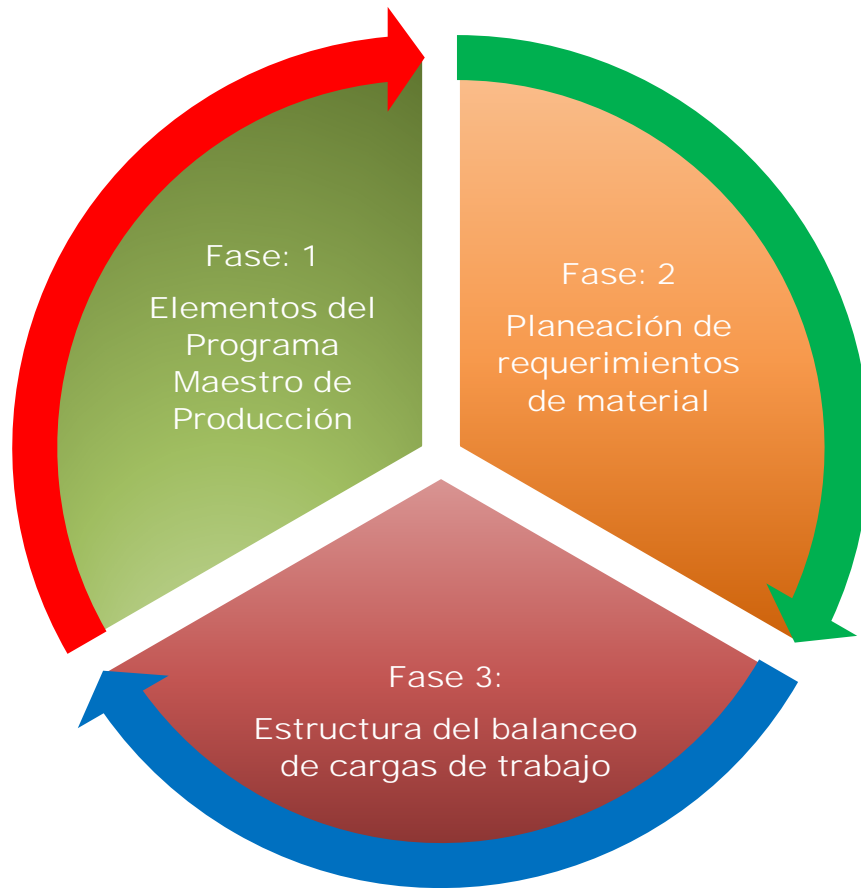 Fase: 1
Elementos del
Programa
Maestro de
Producción
Fase: 2
Planeación de
requerimientos
de material
Fase 3:
Estructura del balanceo
de cargas de trabajo